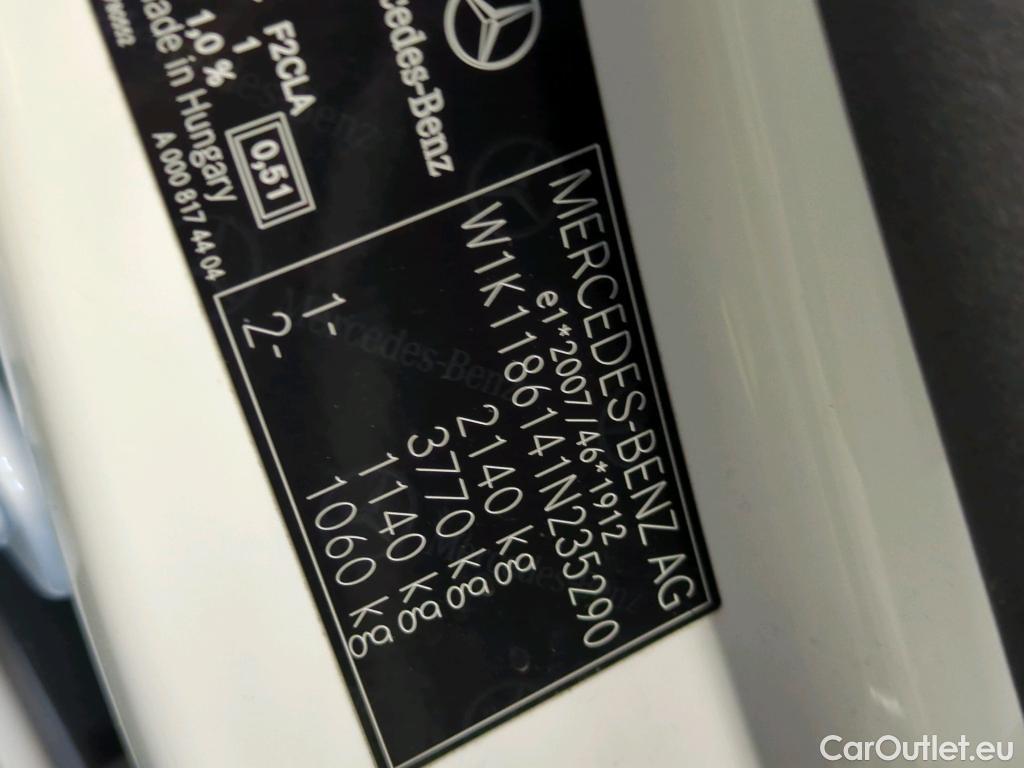 MERCEDES-BENZ AG
e1*2007/46*1912
W1K1186141N235290
2140 kg
3770 kg
1- 1140 kg
2- 1060 kg
cedes-Benz
F2CLA
1
0,51
1,0 %
ade in Hungary
A 000 817 44 04
CarOutlet.eu